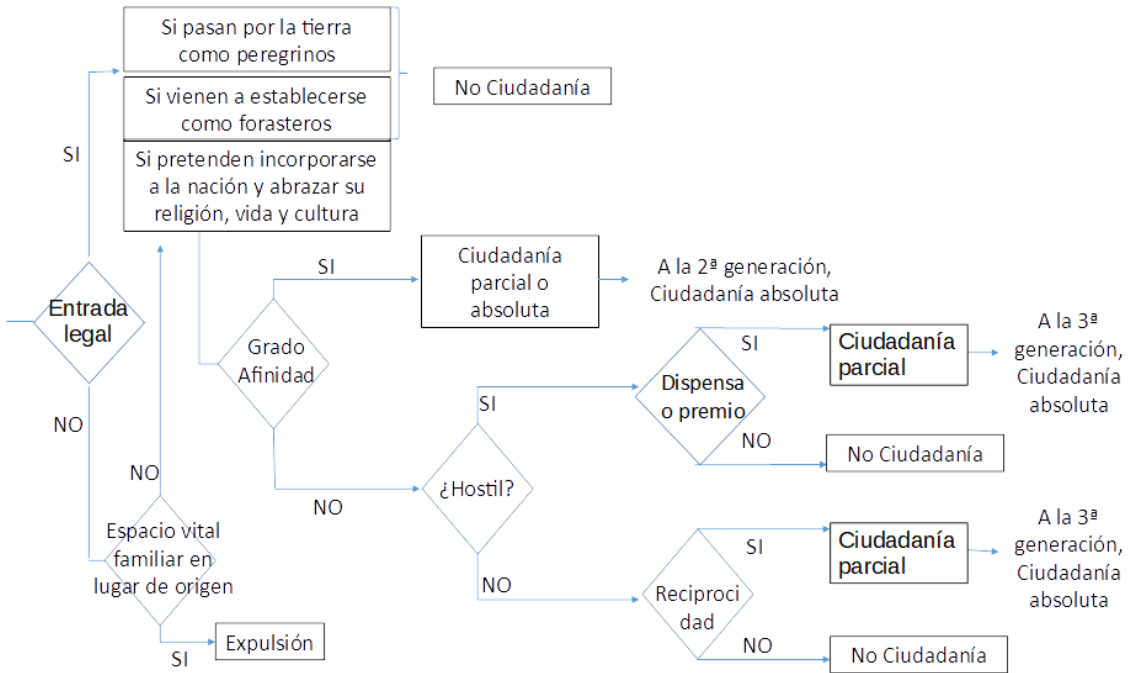 Si pasan por la tierra
como peregrinos
No Ciudadanía
Si vienen a establecerse
como forasteros
SI
Si pretenden incorporarse
a la nación y abrazar su
religión, vida y cultura
Entrada
legal
SI
Ciudadanía
parcial o
absoluta
A la 2ª generación,
Ciudadanía absoluta
Grado
Afinidad
NO
NO
Espacio vital
familiar en
lugar de origen
SI
Expulsión
NO
¿Hostil?
SI
Dispensa
o premio
SI
Ciudadanía
parcial
A la 3ª
generación,
Ciudadanía
absoluta
NO
No Ciudadanía
NO
Reciproci
dad
SI
Ciudadanía
parcial
A la 3ª
generación,
Ciudadanía
absoluta
NO
No Ciudadanía